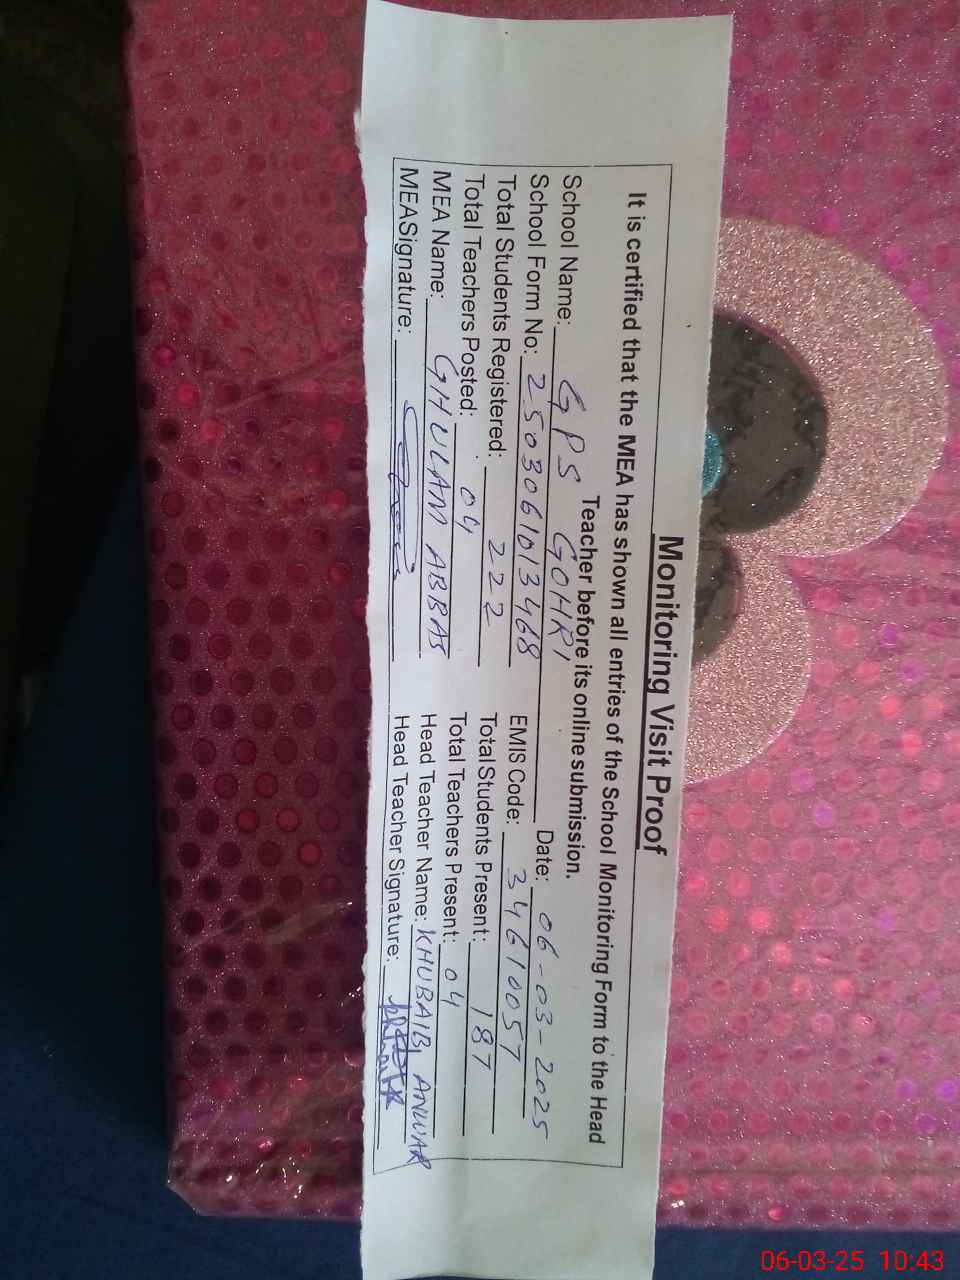 Monitoring Visit Proof
It is certified that the MEA has shown all entries of the School Monitoring Form to the Head
Teacher before its online submission.
School Name: GPS GOHRI Date: 06-03-2025
School Form No: 2503061013468 EMIS Code: 34610057
Total Students Registered: 222 Total Students Present: 187
Total Teachers Posted: 04 Total Teachers Present: 04
MEA Name: GHULAM ABBAS Head Teacher Name: KHUBAIB ANWAR
MEASignature: Head Teacher Signature:
06-03-25 10:43